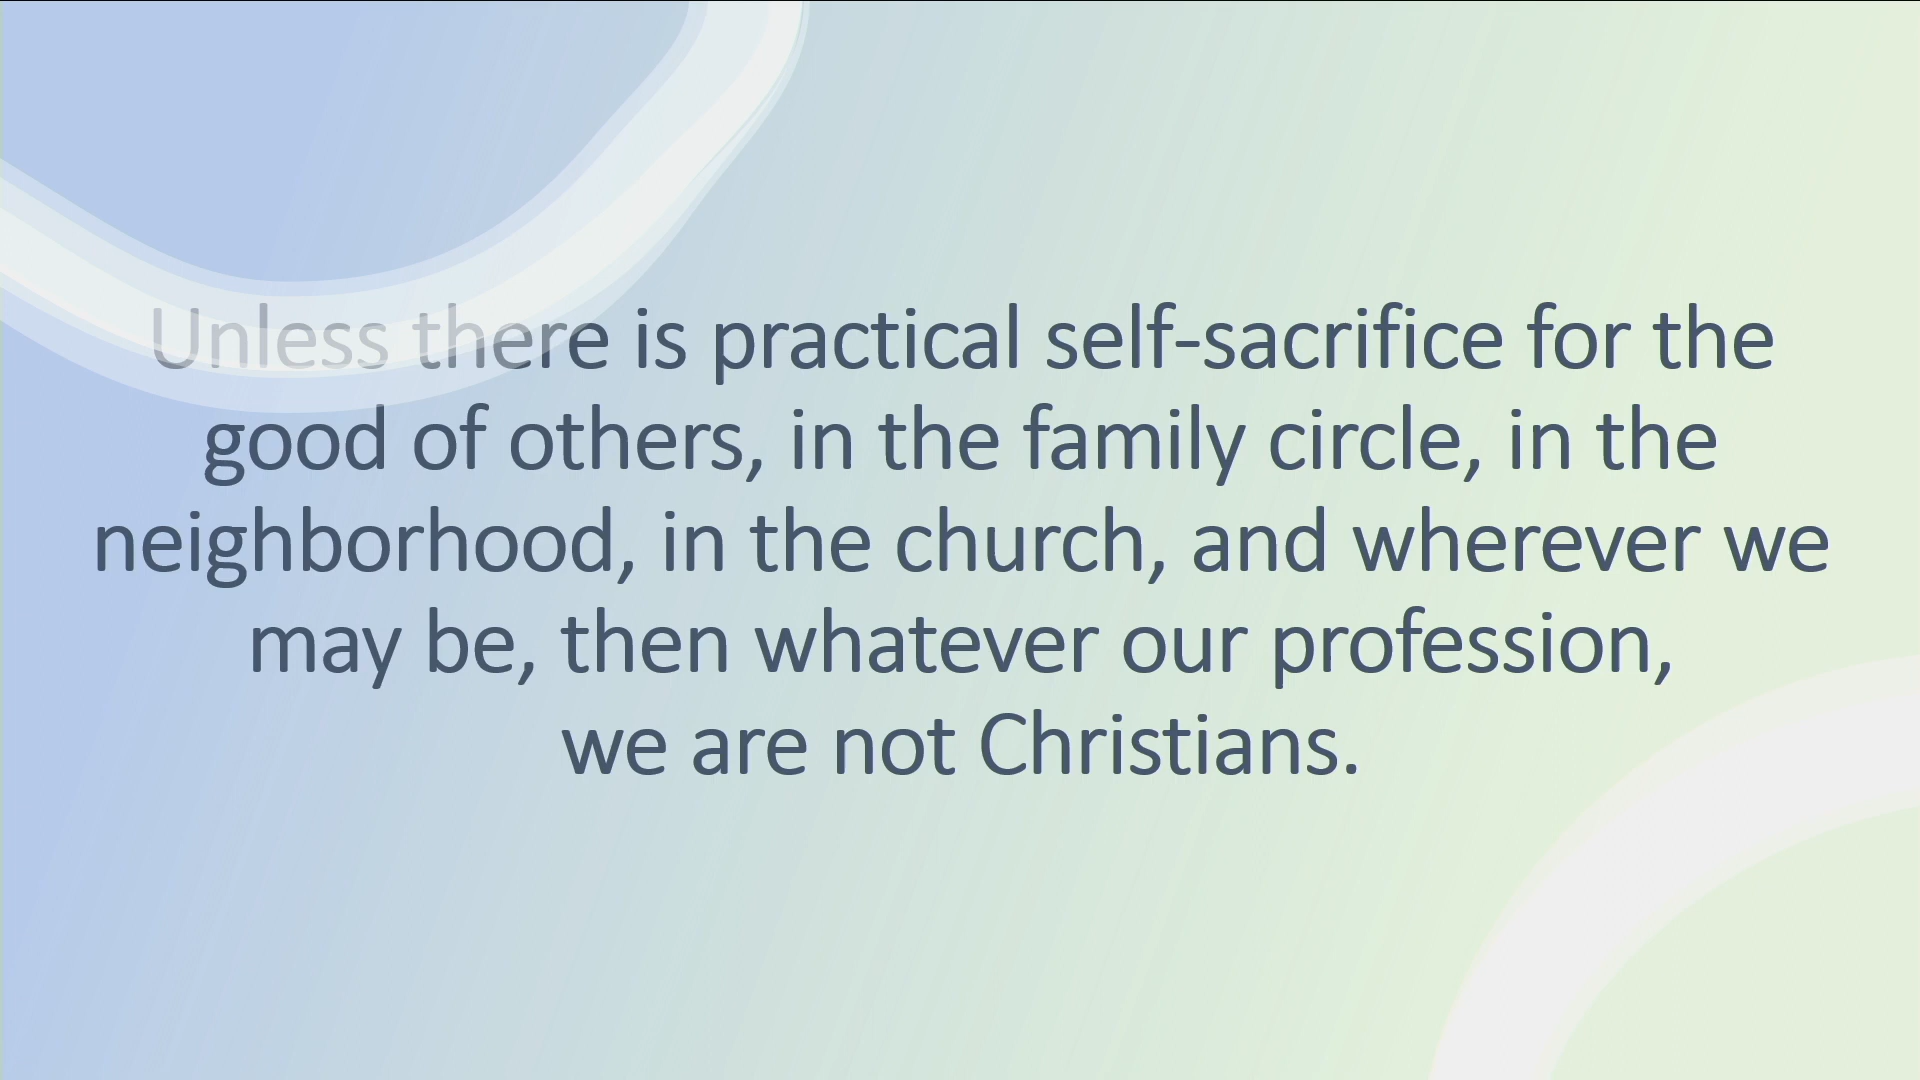 Unless there is practical self-sacrifice for the
good of others, in the family circle, in the
neighborhood, in the church, and wherever we
may be, then whatever our profession,
we are not Christians.